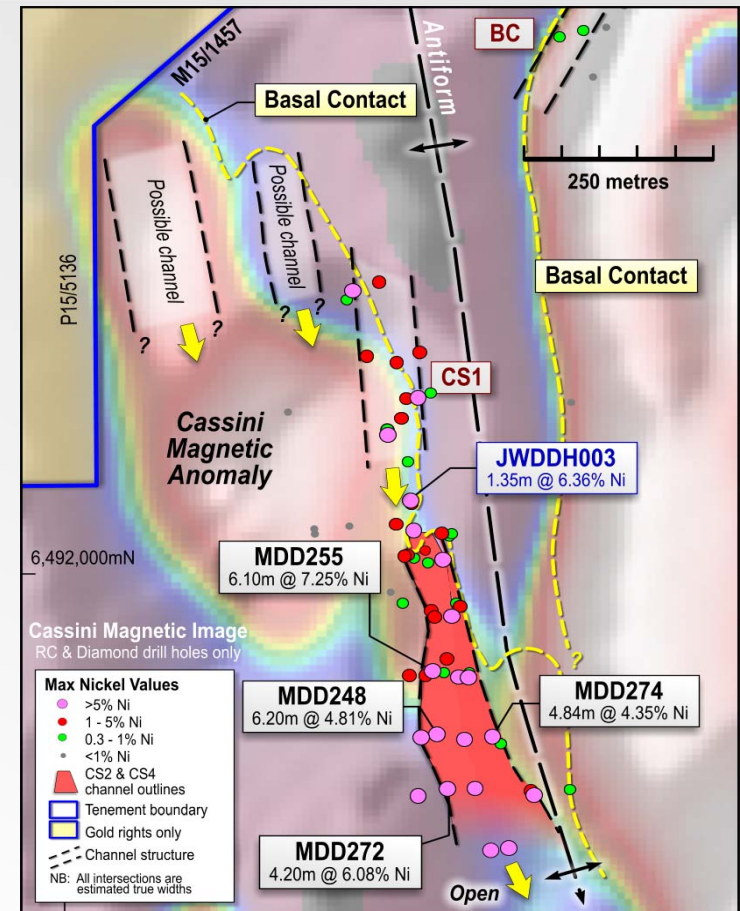 M15/1457
Antiform
BC
Basal Contact
250 metres
Possible channel
Possible channel
P15/5136
Basal Contact
?
?
?
CS1
Cassini
Magnetic
Anomaly
JWDDH003
1.35m @ 6.36% Ni
6,492,000mN
MDD255
6.10m @ 7.25% Ni
Cassini Magnetic Image
RC & Diamond drill holes only
?
MDD248
6.20m @ 4.81% Ni
MDD274
4.84m @ 4.35% Ni
Max Nickel Values
>5% Ni
1 - 5% Ni
0.3 - 1% Ni
<1% Ni
CS2 & CS4
channel outlines
Tenement boundary
Gold rights only
Channel structure
NB: All intersections are
estimated true widths
MDD272
4.20m @ 6.08% Ni
Open